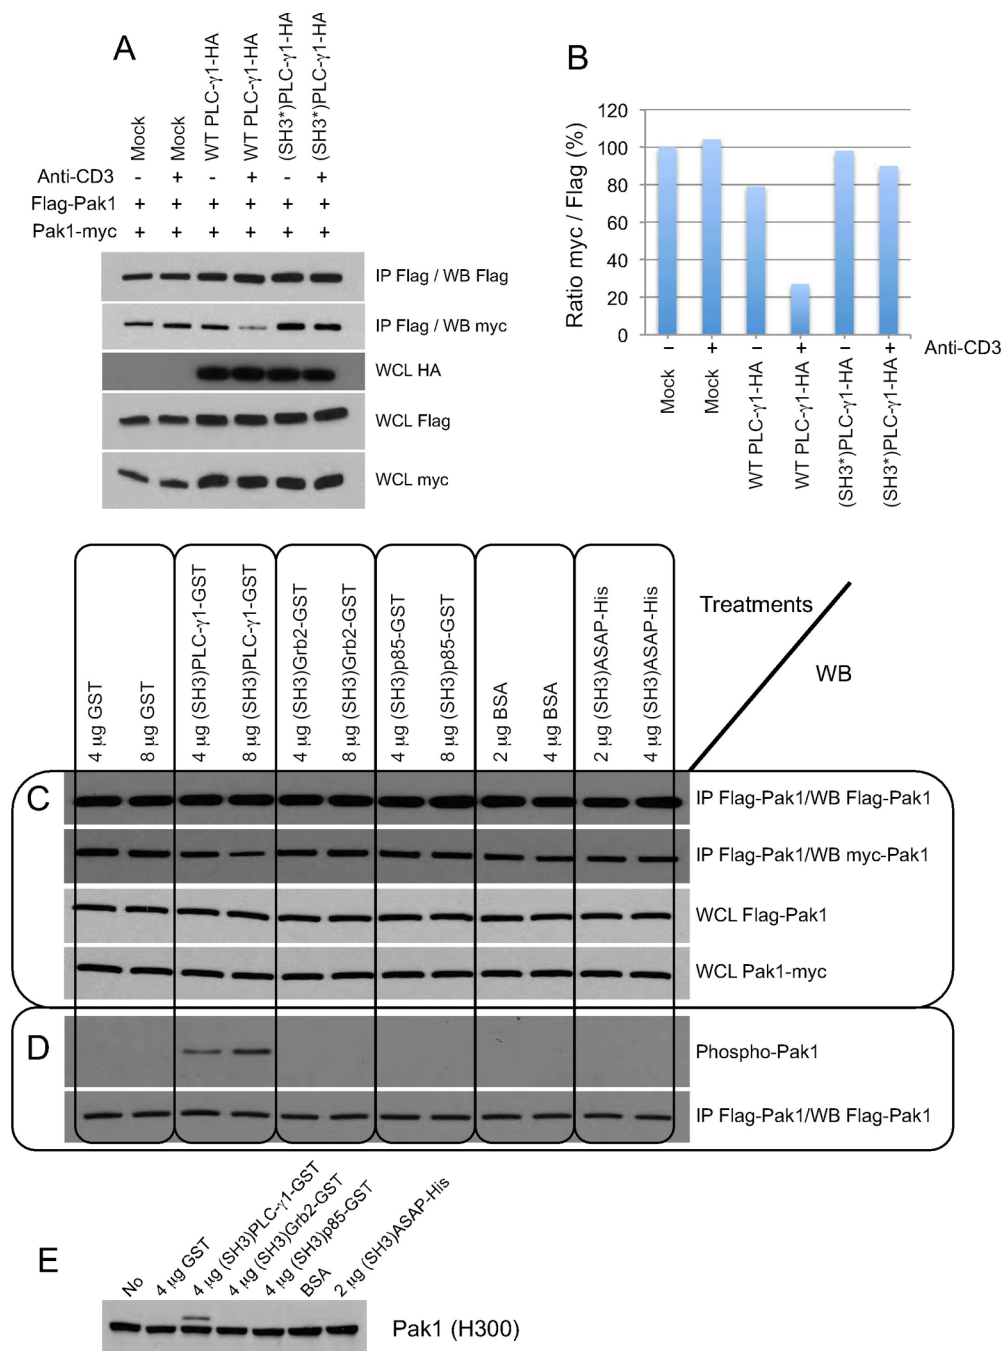 A
Mock
Mock
WT PLC-γ1-HA
WT PLC-γ1-HA
(SH3*)PLC-γ1-HA
(SH3*)PLC-γ1-HA
Anti-CD3 - + - + - +
Flag-Pak1 + + + + + +
Pak1-myc + + + + + +
IP Flag / WB Flag
IP Flag / WB myc
WCL HA
WCL Flag
WCL myc
B
Ratio myc / Flag (%)
120
100
80
60
40
20
0
- + - + - + Anti-CD3
Mock
Mock
WT PLC-γ1-HA
WT PLC-γ1-HA
(SH3*)PLC-γ1-HA
(SH3*)PLC-γ1-HA
4 μg GST
8 μg GST
4 μg (SH3)PLC-γ1-GST
8 μg (SH3)PLC-γ1-GST
4 μg (SH3)Grb2-GST
8 μg (SH3)Grb2-GST
4 μg (SH3)p85-GST
8 μg (SH3)p85-GST
2 μg BSA
4 μg BSA
2 μg (SH3)ASAP-His
4 μg (SH3)ASAP-His
Treatments
WB
C
IP Flag-Pak1/WB Flag-Pak1
IP Flag-Pak1/WB myc-Pak1
WCL Flag-Pak1
WCL Pak1-myc
D
Phospho-Pak1
IP Flag-Pak1/WB Flag-Pak1
E
No
4 μg GST
4 μg (SH3)PLC-γ1-GST
4 μg (SH3)Grb2-GST
4 μg (SH3)p85-GST
BSA
2 μg (SH3)ASAP-His
Pak1 (H300)